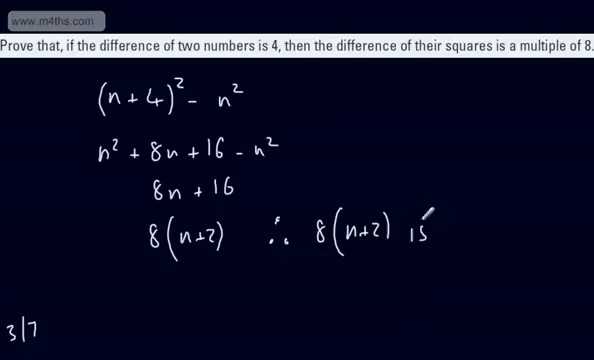 www.m4ths.com
Prove that, if the difference of two numbers is 4, then the difference of their squares is a multiple of 8.
(n + 4)² - n²
n² + 8n + 16 - n²
8n + 16
8(n+2) ∴ 8(n+2) is
3/7